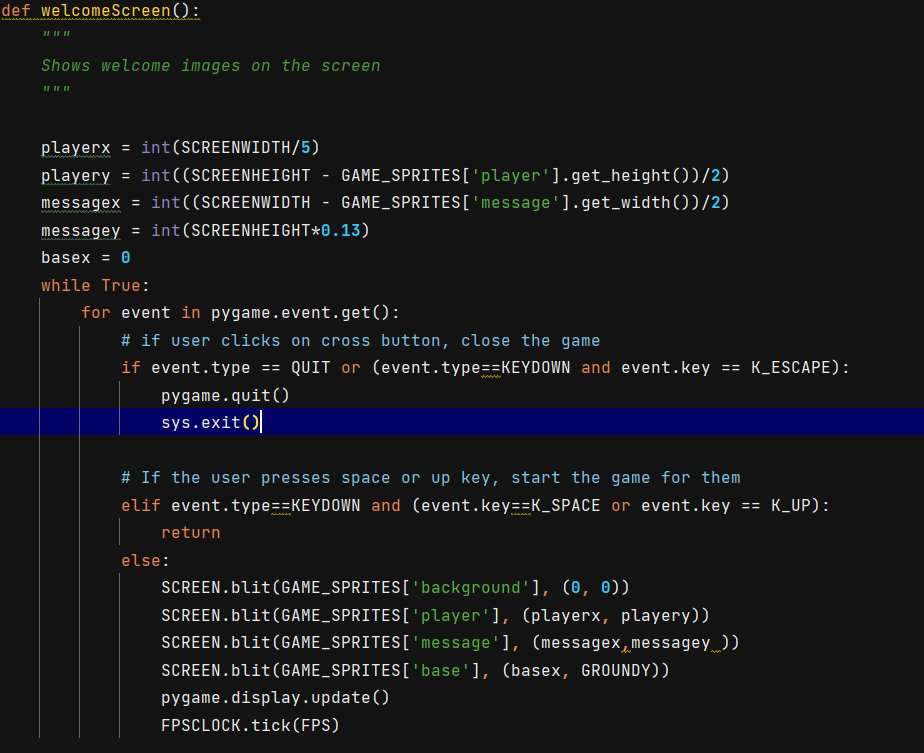 def welcomeScreen():
    """
    Shows welcome images on the screen
    """

    playerx = int(SCREENWIDTH/5)
    playery = int((SCREENHEIGHT - GAME_SPRITES['player'].get_height())/2)
    messagex = int((SCREENWIDTH - GAME_SPRITES['message'].get_width())/2)
    messagey = int(SCREENHEIGHT*0.13)
    basex = 0
    while True:
        for event in pygame.event.get():
            # if user clicks on cross button, close the game
            if event.type == QUIT or (event.type==KEYDOWN and event.key == K_ESCAPE):
                pygame.quit()
                sys.exit()

            # If the user presses space or up key, start the game for them
            elif event.type==KEYDOWN and (event.key==K_SPACE or event.key == K_UP):
                return
            else:
                SCREEN.blit(GAME_SPRITES['background'], (0, 0))
                SCREEN.blit(GAME_SPRITES['player'], (playerx, playery))
                SCREEN.blit(GAME_SPRITES['message'], (messagex,messagey ))
                SCREEN.blit(GAME_SPRITES['base'], (basex, GROUNDY))
                pygame.display.update()
                FPSCLOCK.tick(FPS)